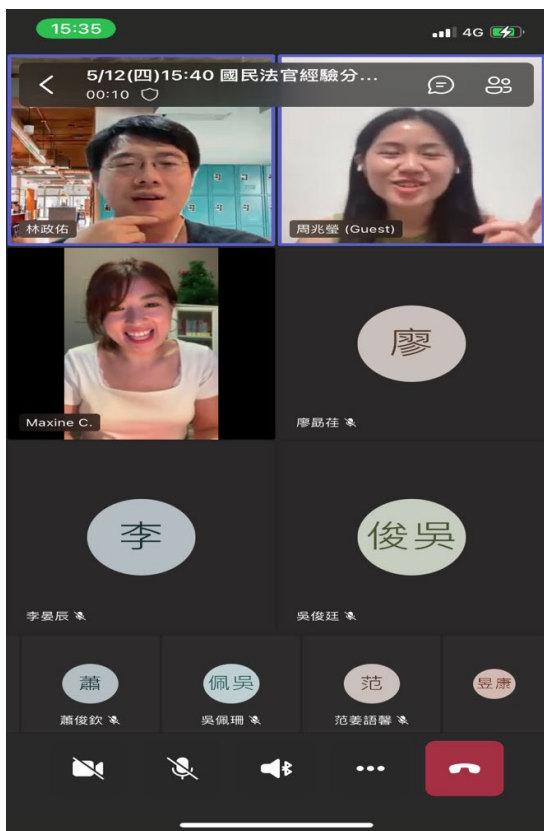 15:35
4G
5/12(四)15:40 國民法官經驗分...
00:10
林政佑
周兆瑩 (Guest)
Maxine C.
廖
廖勗荏
李
李晏辰
俊吳
吳俊廷
蕭
蕭俊欽
佩吳
吳佩珊
范
范姜語馨
昱康